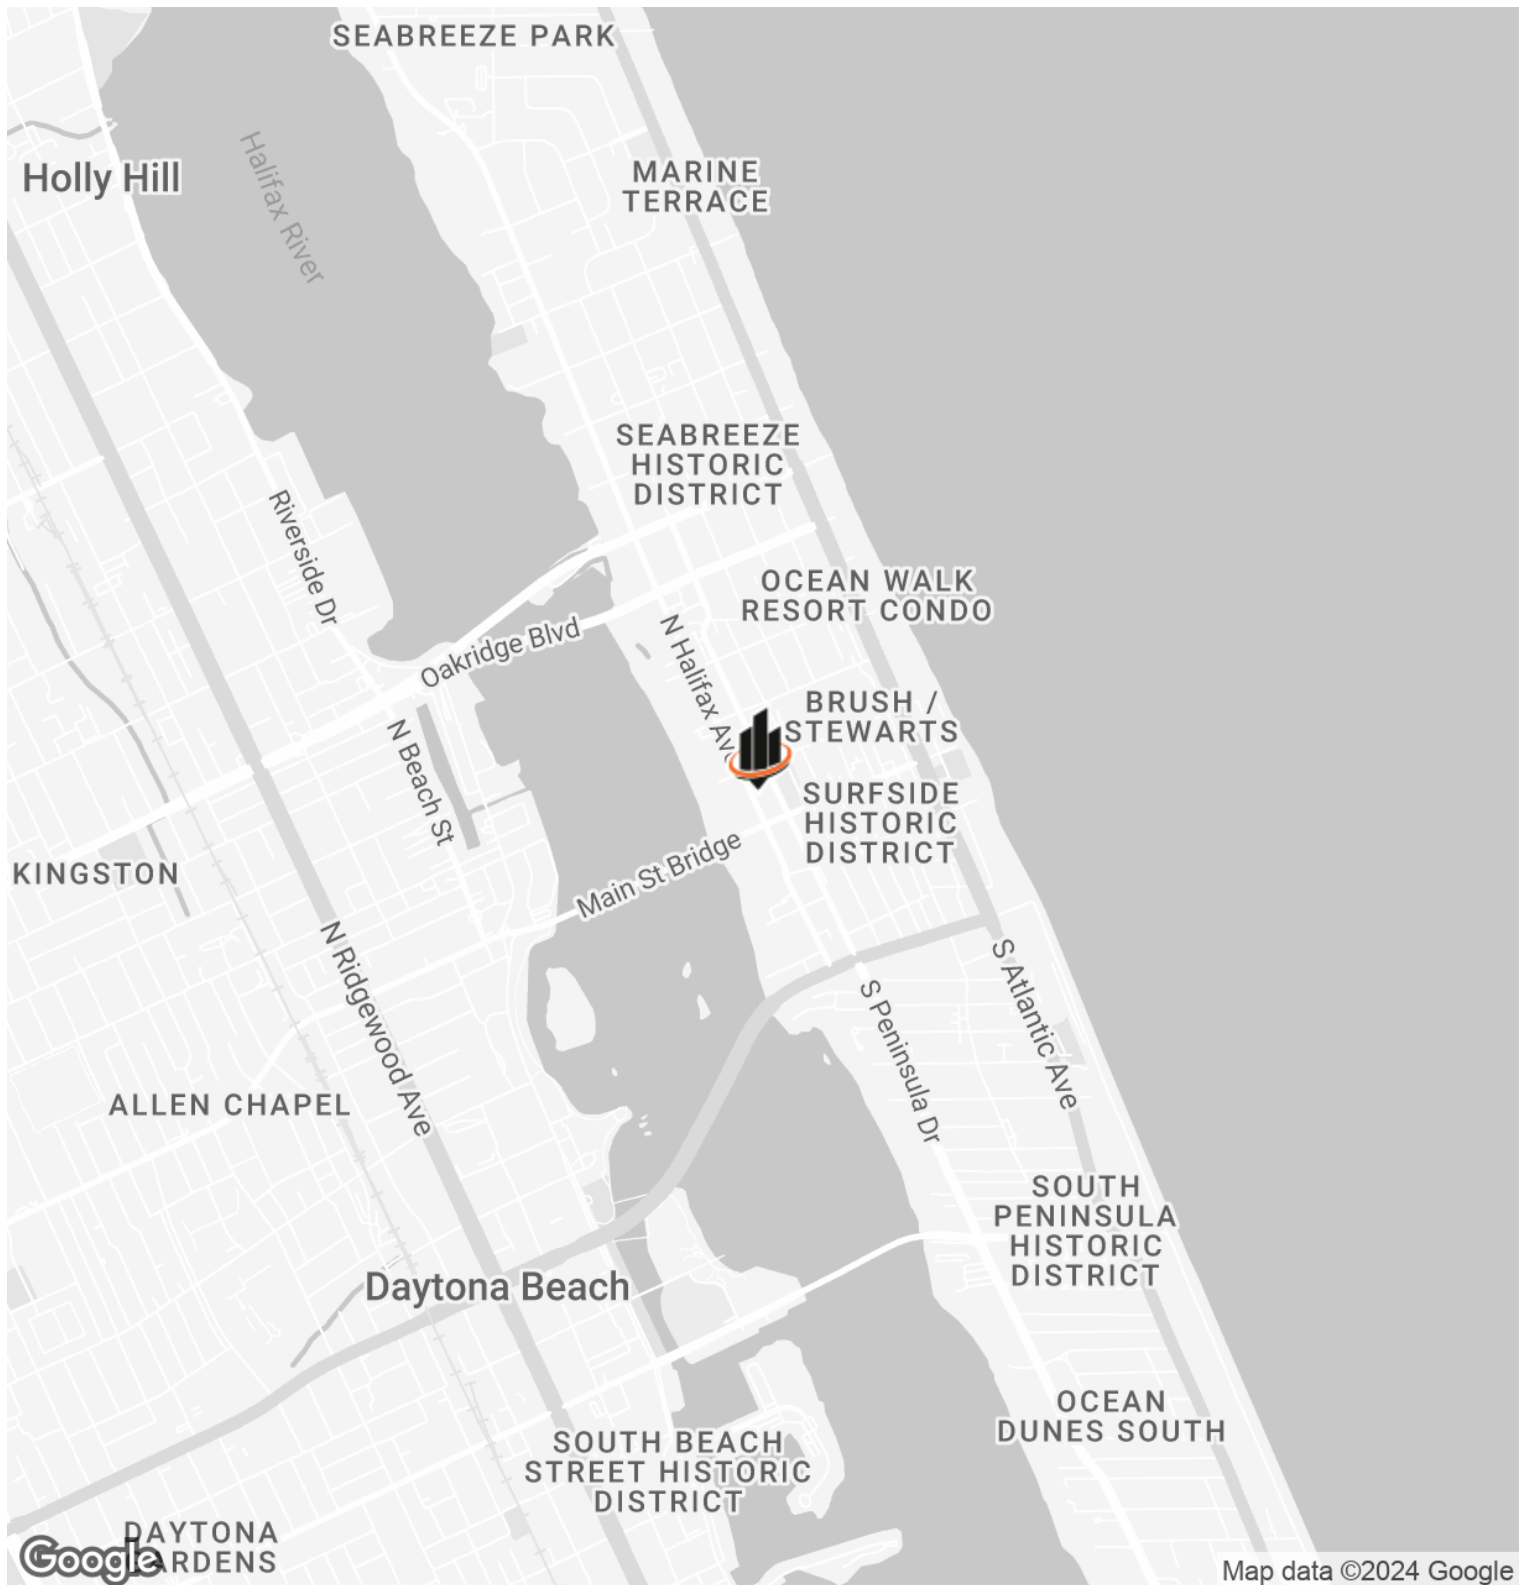 SEABREEZE PARK
Holly Hill
Halifax River
MARINE
TERRACE
SEABREEZE
HISTORIC
DISTRICT
Riverside Dr
OCEAN WALK
RESORT CONDO
Oakridge Blvd
N Halifax Ave
BRUSH /
STEWARTS
N Beach St
SURFSIDE
HISTORIC
DISTRICT
Main St Bridge
KINGSTON
N Ridgewood Ave
S Atlantic Ave
S Peninsula Dr
ALLEN CHAPEL
SOUTH
PENINSULA
HISTORIC
DISTRICT
Daytona Beach
OCEAN
DUNES SOUTH
SOUTH BEACH
STREET HISTORIC
DISTRICT
DAYTONA
GARDENS
Google
Map data ©2024 Google